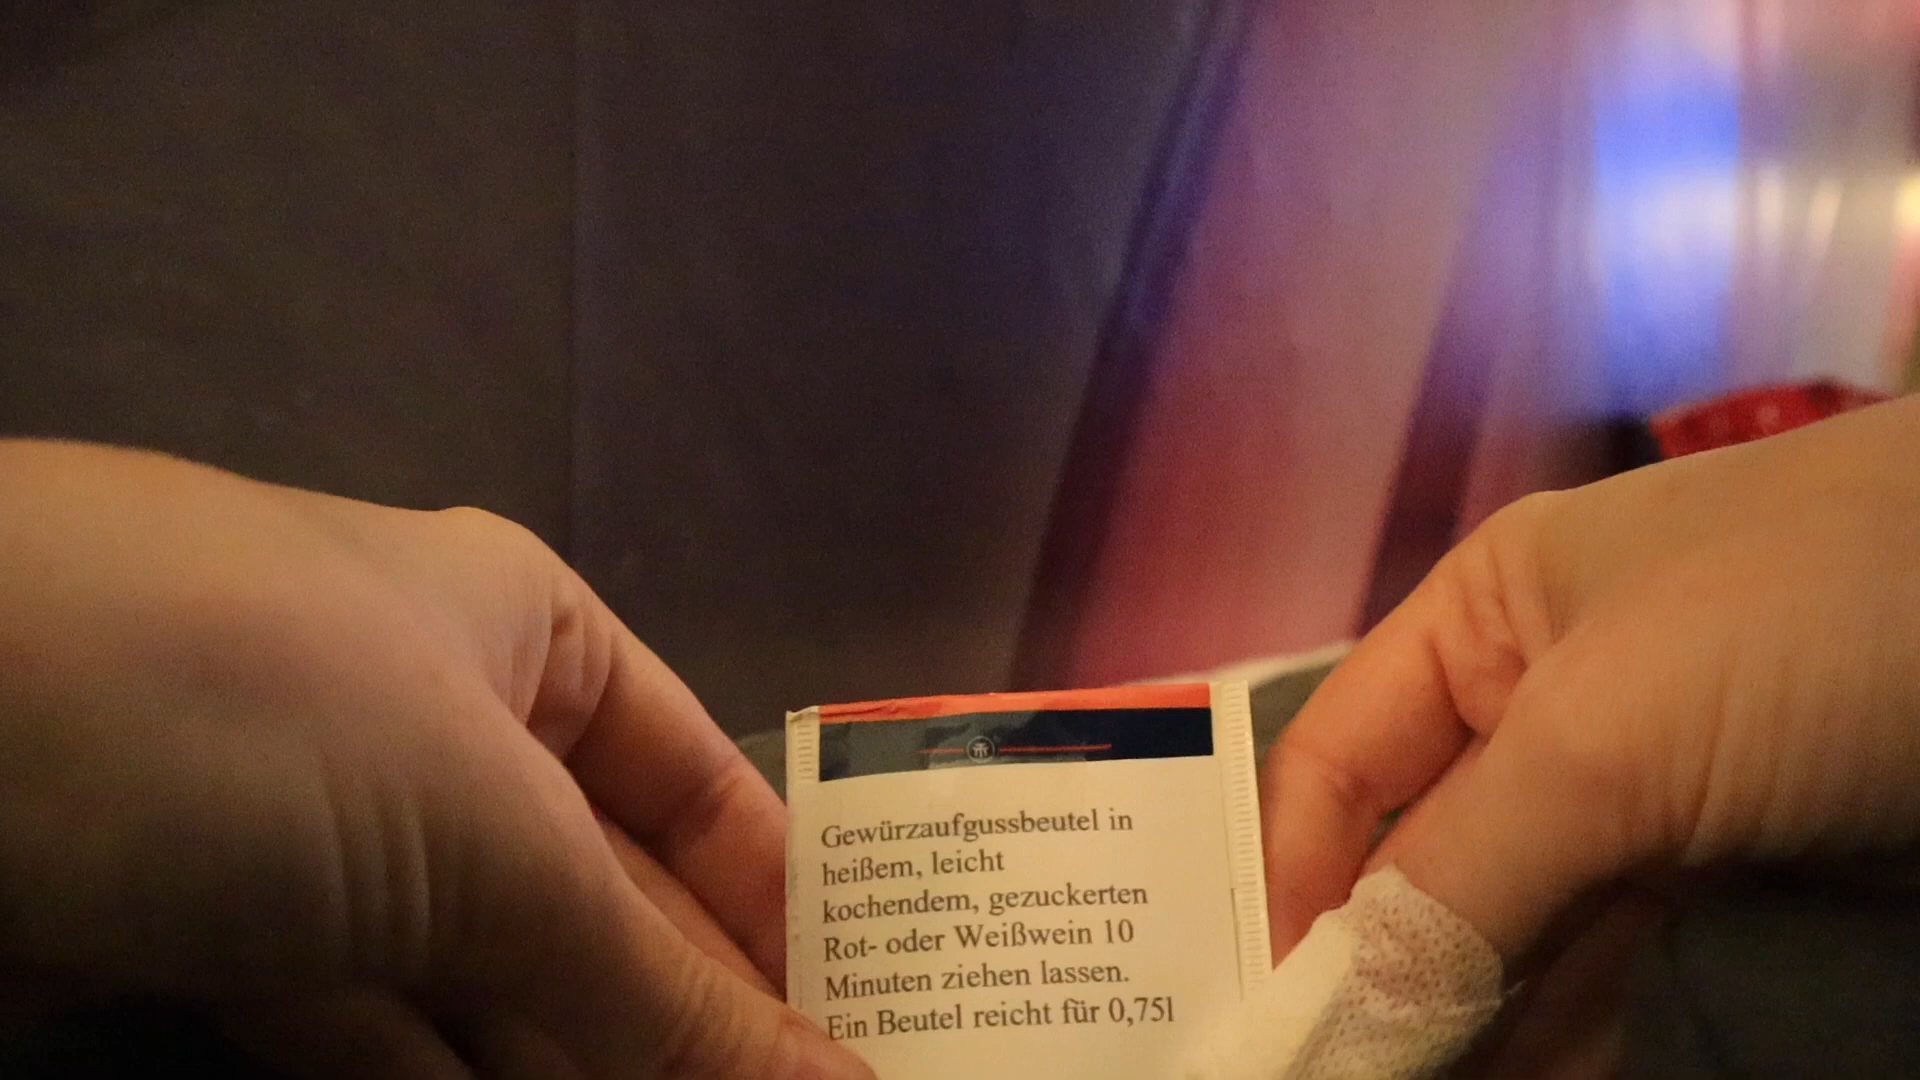 Gewürzaufgussbeutel in
heißem, leicht
kochendem, gezuckerten
Rot- oder Weißwein 10
Minuten ziehen lassen.
Ein Beutel reicht für 0,75l